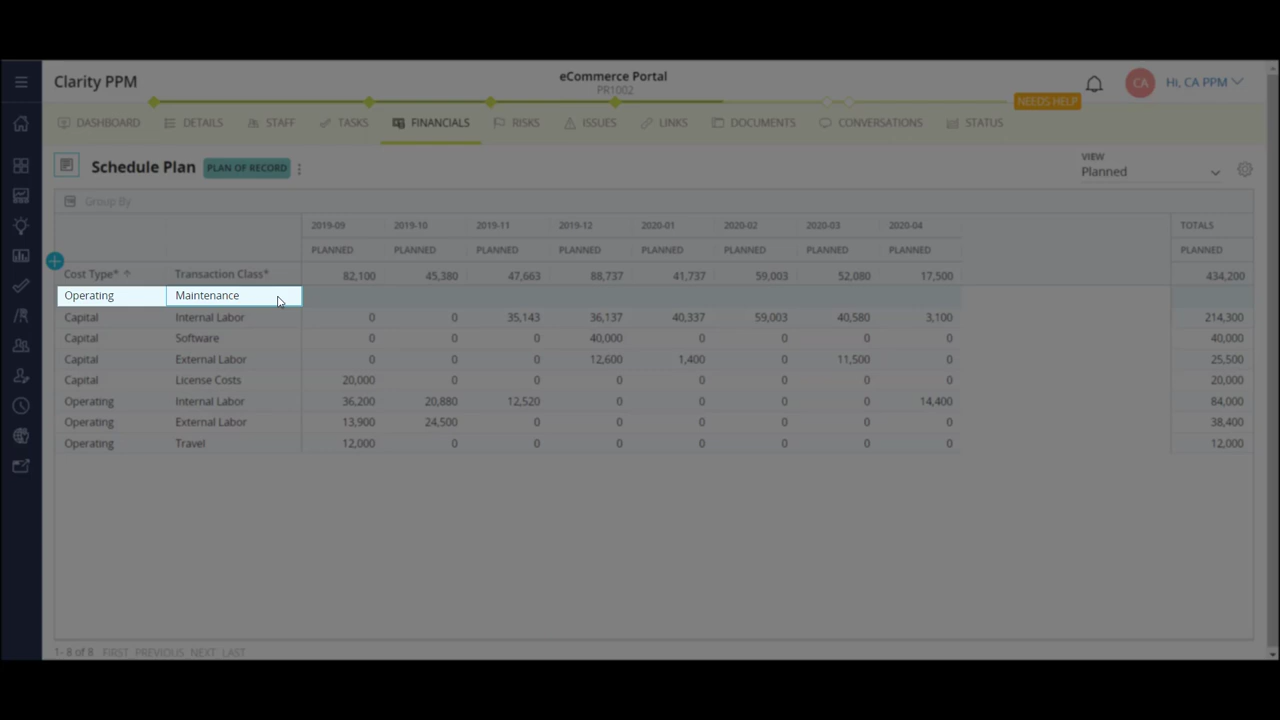 Clarity PPM
eCommerce Portal
PR1002
NEEDS HELP
CA
Hi, CA PPM
DASHBOARD DETAILS STAFF TASKS FINANCIALS RISKS ISSUES LINKS DOCUMENTS CONVERSATIONS STATUS
Schedule Plan PLAN OF RECORD
VIEW
Planned
Group By
2019-09 2019-10 2019-11 2019-12 2020-01 2020-02 2020-03 2020-04 TOTALS
PLANNED PLANNED PLANNED PLANNED PLANNED PLANNED PLANNED PLANNED PLANNED
Cost Type* Transaction Class* 82,100 45,380 47,663 88,737 41,737 59,003 52,080 17,500 434,200
Operating Maintenance
Capital Internal Labor 0 0 35,143 36,137 40,337 59,003 40,580 3,100 214,300
Capital Software 0 0 0 40,000 0 0 0 0 40,000
Capital External Labor 0 0 0 12,600 1,400 0 11,500 0 25,500
Capital License Costs 20,000 0 0 0 0 0 0 0 20,000
Operating Internal Labor 36,200 20,880 12,520 0 0 0 0 14,400 84,000
Operating External Labor 13,900 24,500 0 0 0 0 0 0 38,400
Operating Travel 12,000 0 0 0 0 0 0 0 12,000
1- 8 of 8 FIRST PREVIOUS NEXT LAST